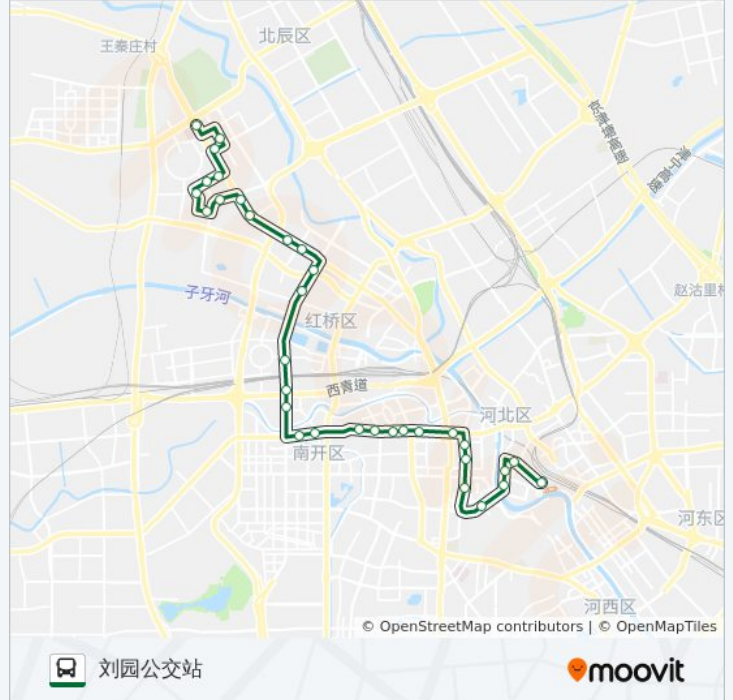 北辰区
王秦庄村
京津塘高速
津宁高速
赵沽里村
子牙河
红桥区
西青道
河北区
南开区
河东区
河西区
© OpenStreetMap contributors | © OpenMapTiles
刘园公交站
moovit